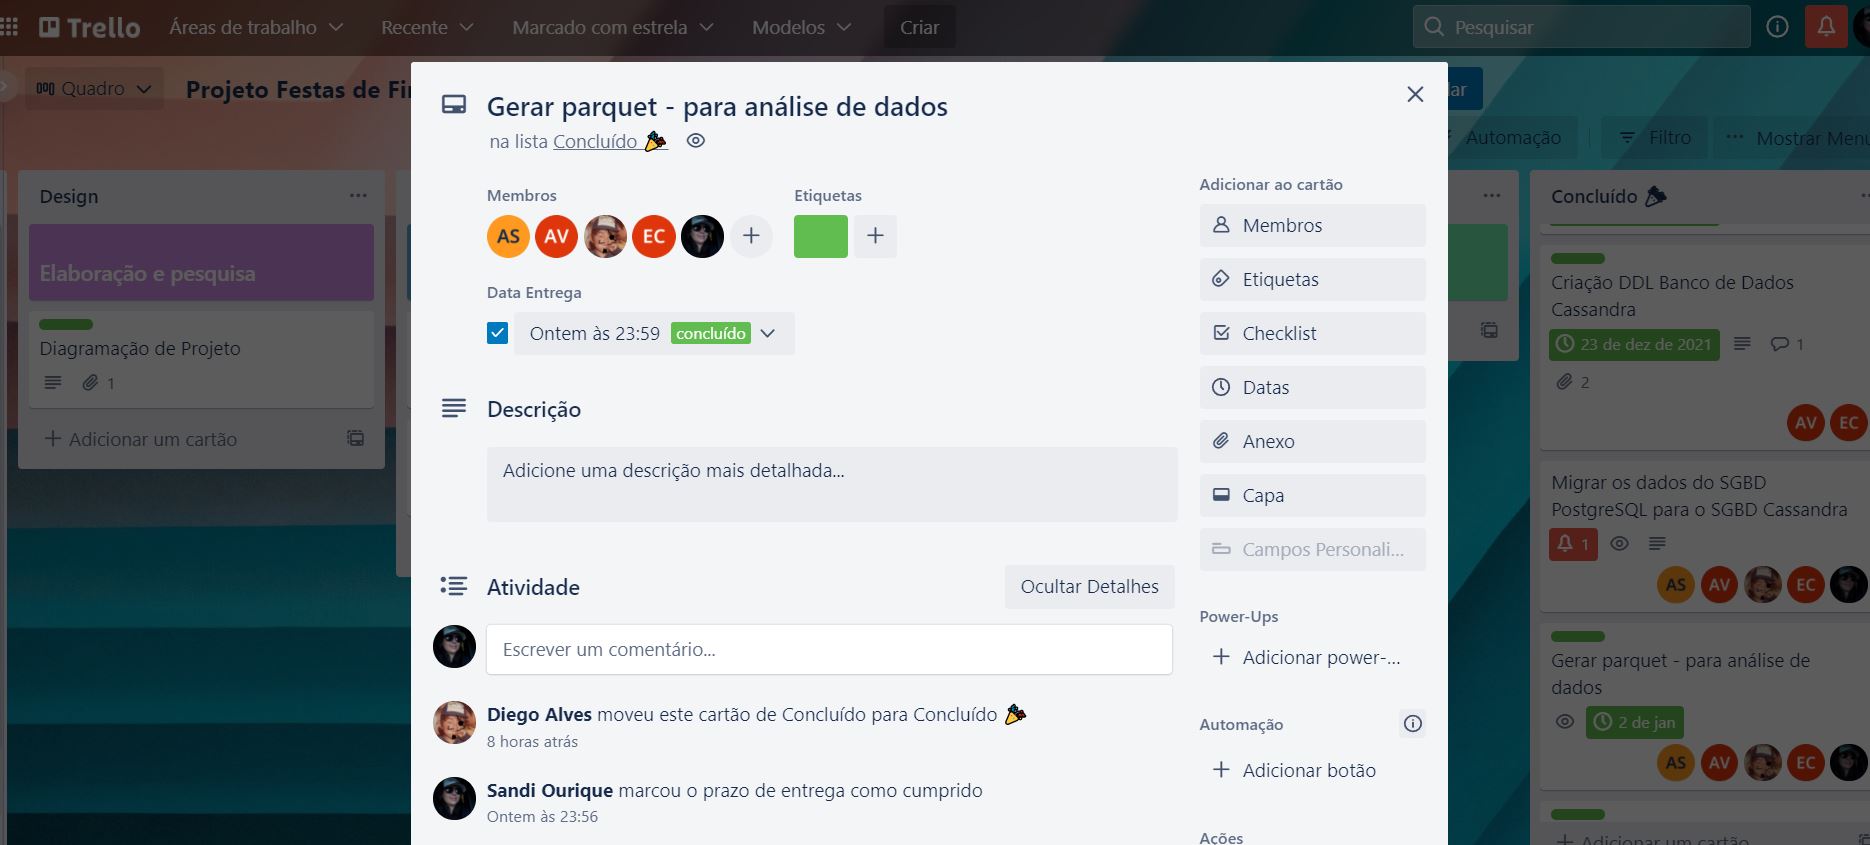 Trello
Áreas de trabalho
Recente
Marcado com estrela
Modelos
Criar
Pesquisar
Quadro
Projeto Festas de
Automação
Filtro
Mostrar Menu
Design
Elaboração e pesquisa
Diagramação de Projeto
1
Adicionar um cartão
Gerar parquet - para análise de dados
na lista Concluído
Membros
AS AV EC
Etiquetas
Data Entrega
Ontem às 23:59 concluído
Descrição
Adicione uma descrição mais detalhada...
Atividade
Ocultar Detalhes
Escrever um comentário...
Diego Alves moveu este cartão de Concluído para Concluído
8 horas atrás
Sandi Ourique marcou o prazo de entrega como cumprido
Ontem às 23:56
Adicionar ao cartão
Membros
Etiquetas
Checklist
Datas
Anexo
Capa
Campos Personali...
Power-Ups
Adicionar power-...
Automação
Adicionar botão
Ações
Concluído
Criação DDL Banco de Dados
Cassandra
23 de dez de 2021 1
2
AV EC
Migrar os dados do SGBD
PostgreSQL para o SGBD Cassandra
1
AS AV EC
Gerar parquet - para análise de
dados
2 de jan
AS AV EC
Adicionar um cartão